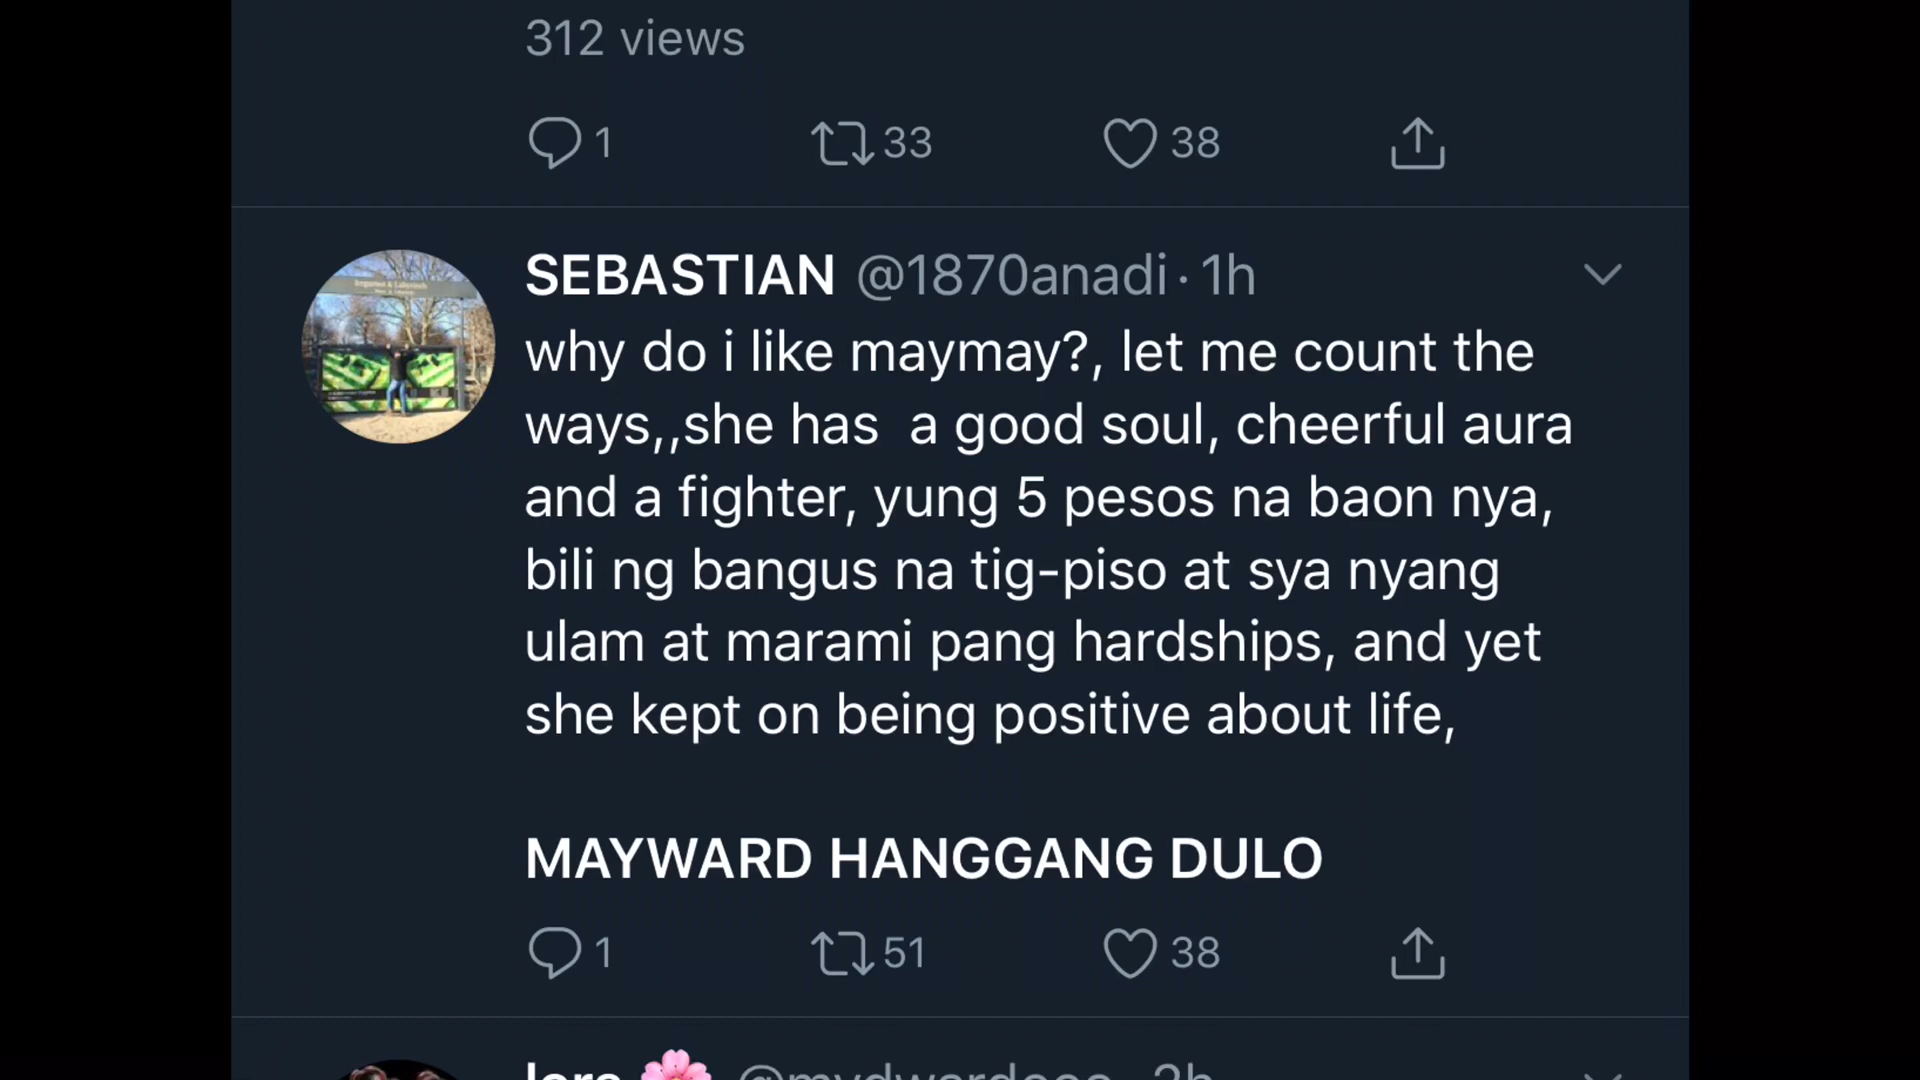 312 views
1 33 38
SEBASTIAN @1870anadi · 1h
why do i like maymay?, let me count the
ways,,she has a good soul, cheerful aura
and a fighter, yung 5 pesos na baon nya,
bili ng bangus na tig-piso at sya nyang
ulam at marami pang hardships, and yet
she kept on being positive about life,
MAYWARD HANGGANG DULO
1 51 38